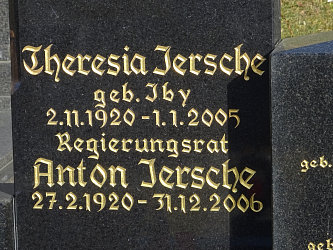 Theresia Jersche
geb. Iby
2.11.1920 - 1.1.2005
Regierungsrat
Anton Jersche
27.2.1920 - 31.12.2006
geb.
geb